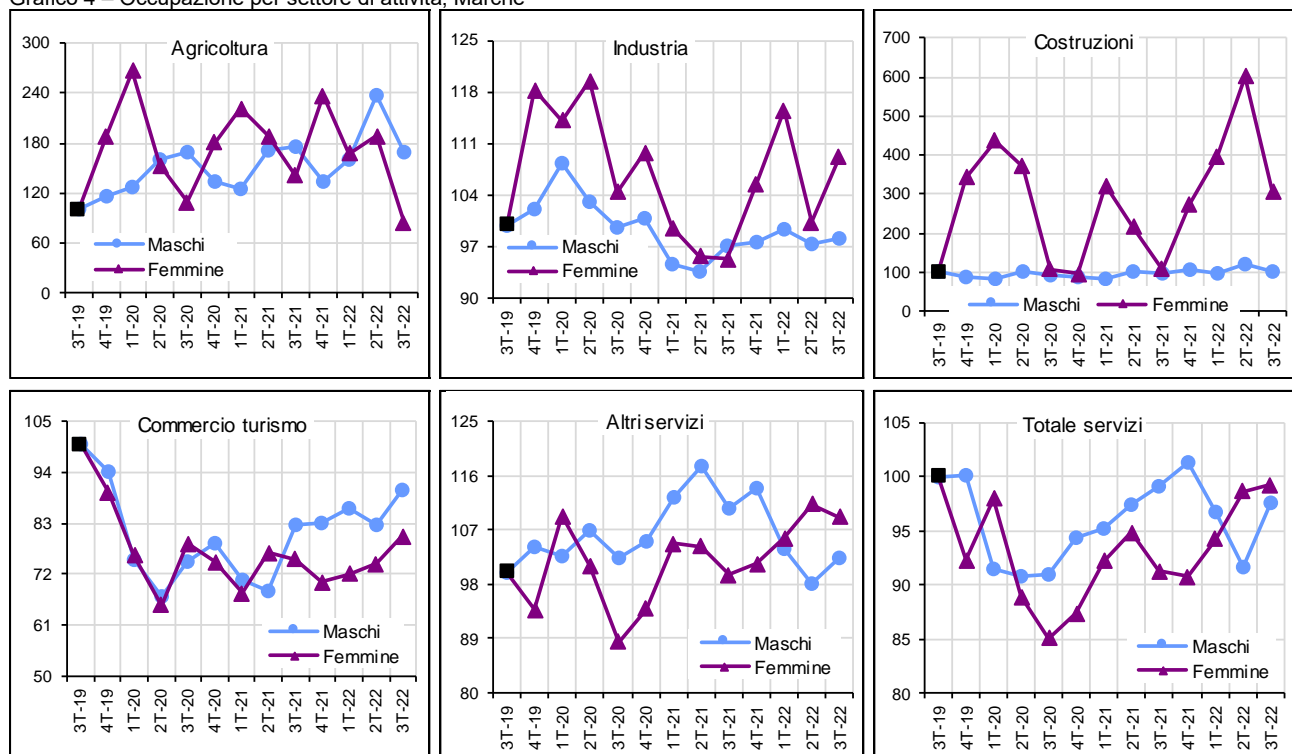 Grafico 4 – Occupazione per settore di attività, Marche
Agricoltura
300
240
180
120
60
0
Maschi
Femmine
3T-19
4T-19
1T-20
2T-20
3T-20
4T-20
1T-21
2T-21
3T-21
4T-21
1T-22
2T-22
3T-22
Industria
125
118
111
104
97
90
Maschi
Femmine
3T-19
4T-19
1T-20
2T-20
3T-20
4T-20
1T-21
2T-21
3T-21
4T-21
1T-22
2T-22
3T-22
Costruzioni
700
600
500
400
300
200
100
0
Maschi
Femmine
3T-19
4T-19
1T-20
2T-20
3T-20
4T-20
1T-21
2T-21
3T-21
4T-21
1T-22
2T-22
3T-22
Commercio turismo
105
94
83
72
61
50
Maschi
Femmine
3T-19
4T-19
1T-20
2T-20
3T-20
4T-20
1T-21
2T-21
3T-21
4T-21
1T-22
2T-22
3T-22
Altri servizi
125
116
107
98
89
80
Maschi
Femmine
3T-19
4T-19
1T-20
2T-20
3T-20
4T-20
1T-21
2T-21
3T-21
4T-21
1T-22
2T-22
3T-22
Totale servizi
105
100
95
90
85
80
Maschi
Femmine
3T-19
4T-19
1T-20
2T-20
3T-20
4T-20
1T-21
2T-21
3T-21
4T-21
1T-22
2T-22
3T-22